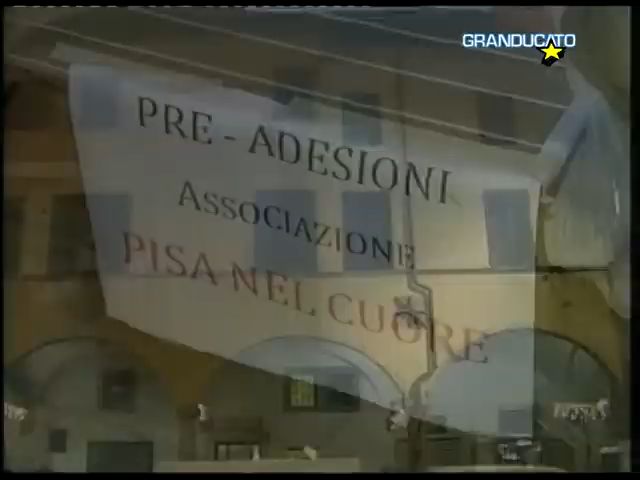 GRANDUCATO
PRE - ADESIONI
ASSOCIAZIONE
PISA NEL CUORE